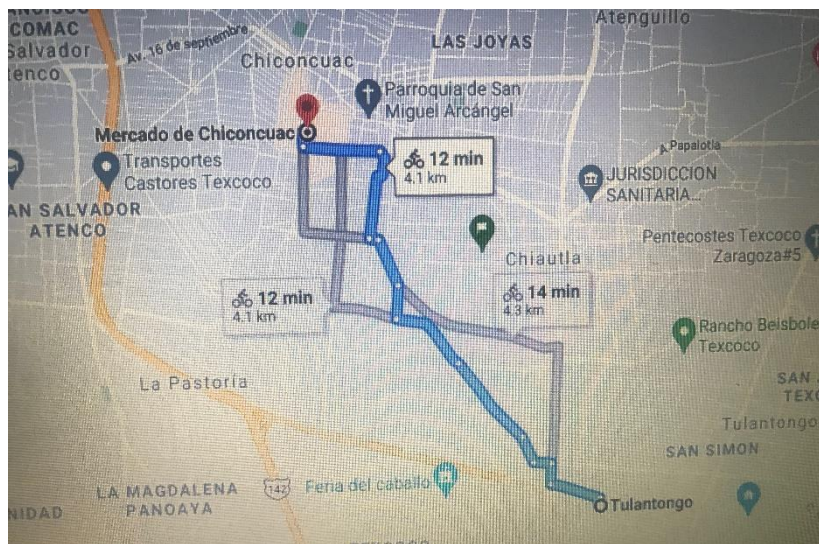 COMAC
Salvador
tenco
Av. 16 de septiembre
Chiconcuac
LAS JOYAS
Atenguillo
Parroquia de San
Miguel Arcángel
Mercado de Chiconcuac
Transportes
Castores Texcoco
12 min
4.1 km
Papalotla
JURISDICCION
SANITARIA...
AN SALVADOR
ATENCO
Pentecostes Texcoco
Zaragoza#5
Chiautla
12 min
4.1 km
14 min
4.3 km
Rancho Beisbole
Texcoco
La Pastoria
SAN
TEXC
Tulantongo
SAN SIMON
LA MAGDALENA
PANOAYA
142
Feria del caballo
Tulantongo
NIDAD